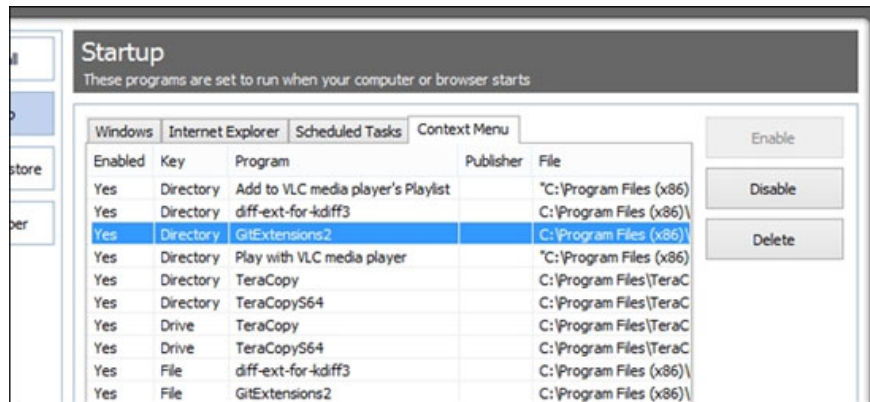 Startup
These programs are set to run when your computer or browser starts
store
Windows Internet Explorer Scheduled Tasks Context Menu
Enabled Key Program Publisher File
Yes Directory Add to VLC media player's Playlist "C:\Program Files (x86)
Yes Directory diff-ext-for-kdiff3 C:\Program Files (x86)\
Yes Directory GitExtensions2 C:\Program Files (x86)\
Yes Directory Play with VLC media player "C:\Program Files (x86)
Yes Directory TeraCopy C:\Program Files\TeraC
Yes Directory TeraCopyS64 C:\Program Files\TeraC
Yes Drive TeraCopy C:\Program Files\TeraC
Yes Drive TeraCopyS64 C:\Program Files\TeraC
Yes File diff-ext-for-kdiff3 C:\Program Files (x86)\
Yes File GitExtensions2 C:\Program Files (x86)\
Enable
Disable
Delete